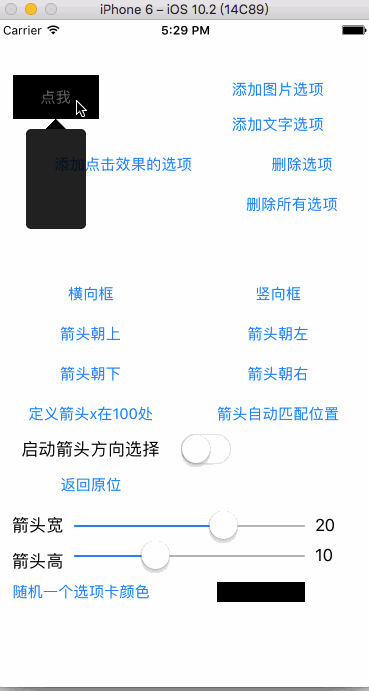 iPhone 6 – iOS 10.2 (14C89)
Carrier 5:29 PM
点我 添加图片选项
添加文字选项
添加点击效果的选项 删除选项
删除所有选项
横向框 竖向框
箭头朝上 箭头朝左
箭头朝下 箭头朝右
定义箭头x在100处 箭头自动匹配位置
启动箭头方向选择
返回原位
箭头宽 20
箭头高 10
随机一个选项卡颜色